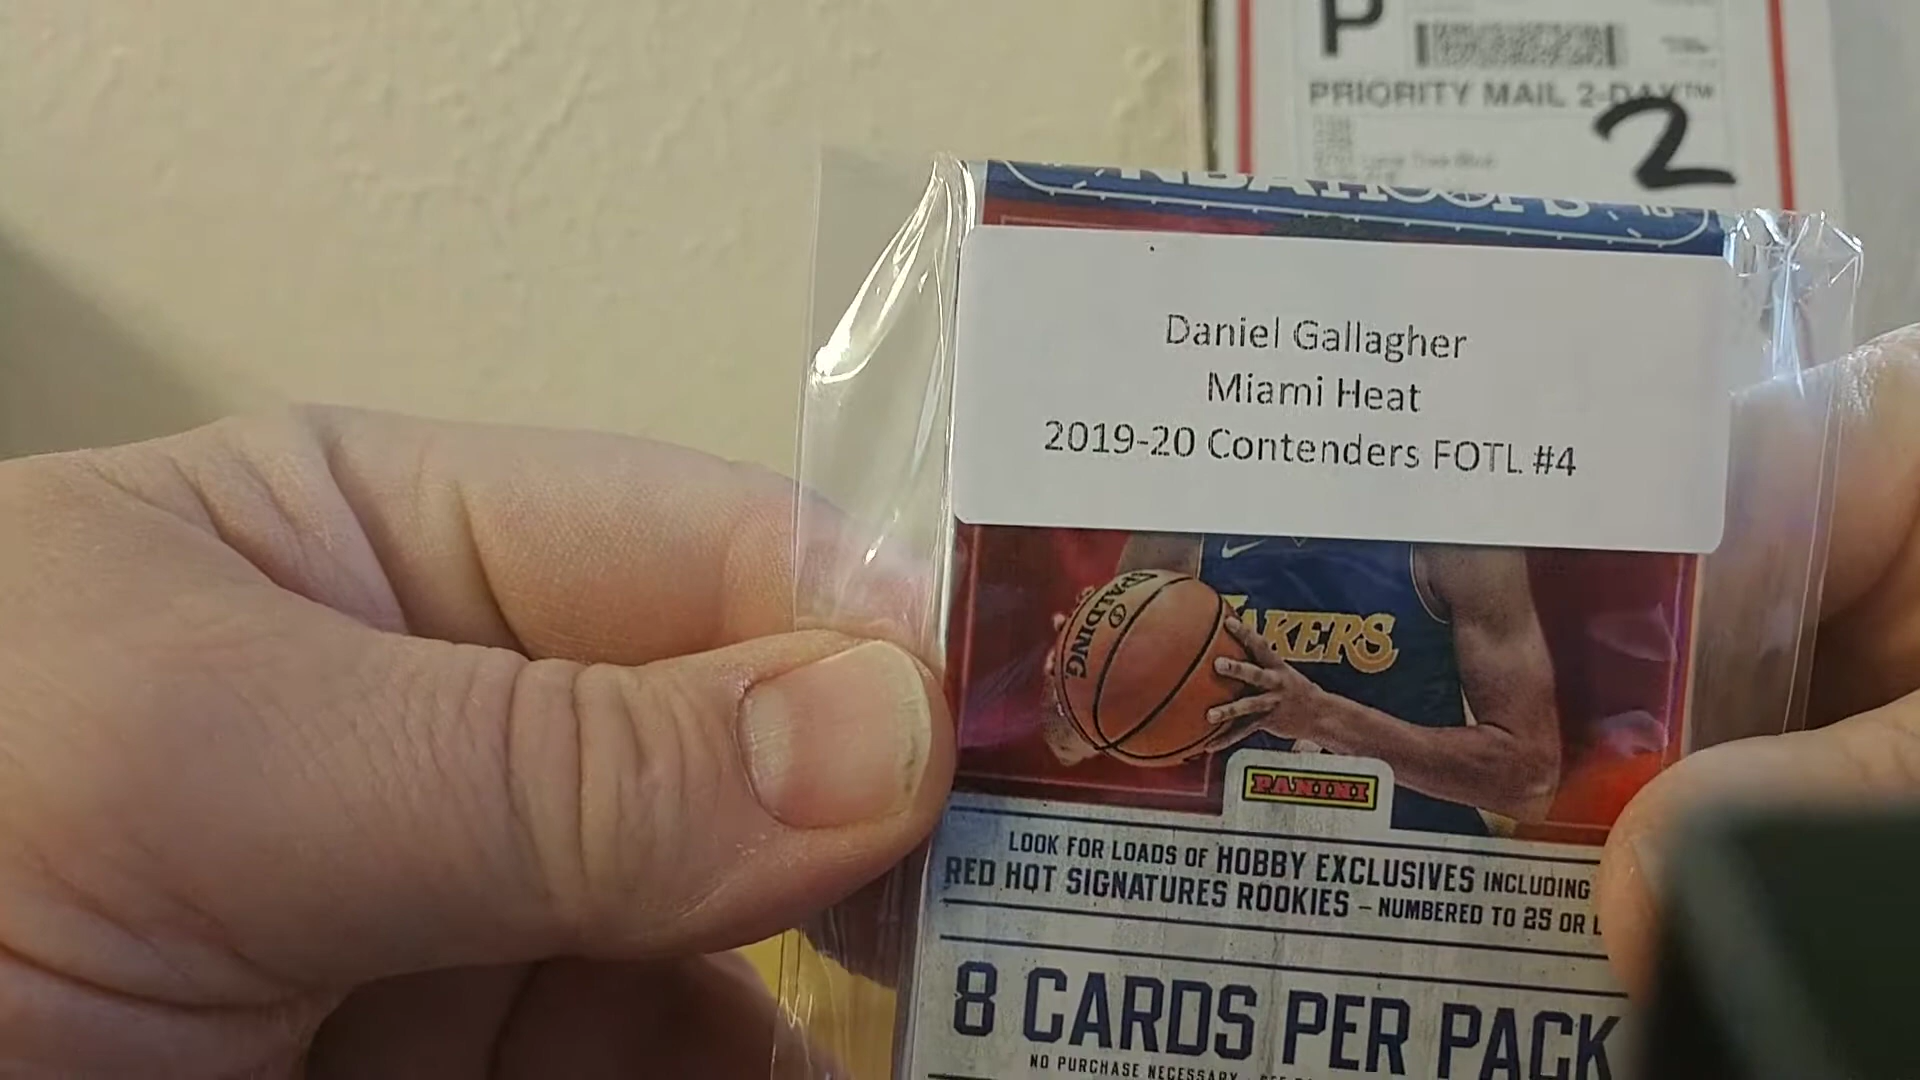 P
PRIORITY MAIL 2-DAY™
2
NBA HOOPS
Daniel Gallagher
Miami Heat
2019-20 Contenders FOTL #4
SPALDING
LAKERS
PANINI
LOOK FOR LOADS OF HOBBY EXCLUSIVES INCLUDING
RED HOT SIGNATURES ROOKIES – NUMBERED TO 25 OR L
8 CARDS PER PACK
NO PURCHASE NECESSARY